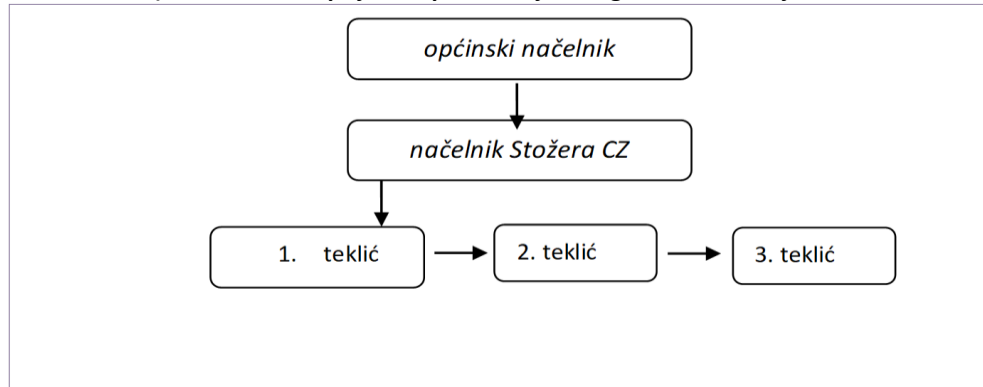 općinski načelnik
načelnik Stožera CZ
1. teklić
2. teklić
3. teklić